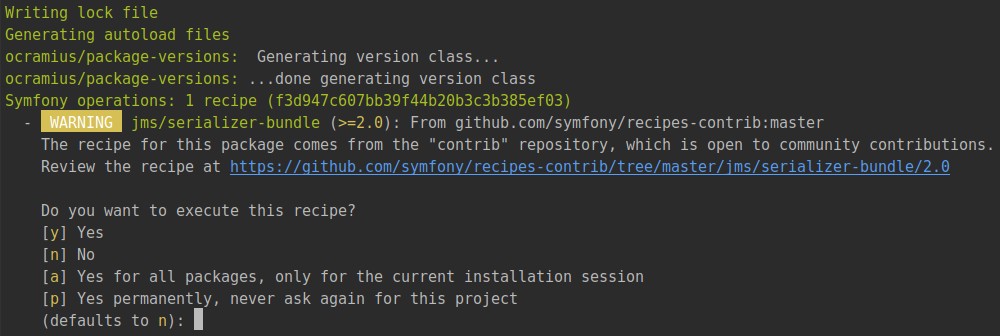 Writing lock file
Generating autoload files
ocramius/package-versions:  Generating version class...
ocramius/package-versions: ...done generating version class
Symfony operations: 1 recipe (f3d947c607bb39f44b20b3c3b385ef03)
  -  WARNING  jms/serializer-bundle (>=2.0): From github.com/symfony/recipes-contrib:master
    The recipe for this package comes from the "contrib" repository, which is open to community contributions.
    Review the recipe at https://github.com/symfony/recipes-contrib/tree/master/jms/serializer-bundle/2.0

    Do you want to execute this recipe?
    [y] Yes
    [n] No
    [a] Yes for all packages, only for the current installation session
    [p] Yes permanently, never ask again for this project
    (defaults to n):